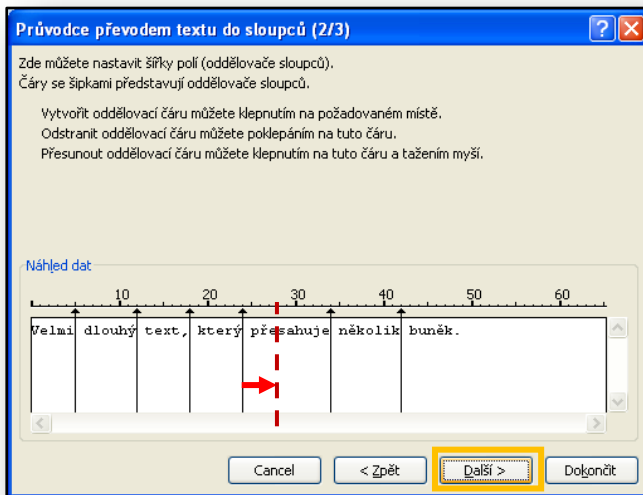 Průvodce převodem textu do sloupců (2/3)
Zde můžete nastavit šířky polí (oddělovače sloupců).
Čáry se šipkami představují oddělovače sloupců.
Vytvořit oddělovací čáru můžete klepnutím na požadovaném místě.
Odstranit oddělovací čáru můžete poklepáním na tuto čáru.
Přesunout oddělovací čáru můžete klepnutím na tuto čáru a tažením myší.
Náhled dat
10 20 30 40 50 60
Velmi dlouhý text, který přesahuje několik buněk.
Cancel < Zpět Další > Dokončit